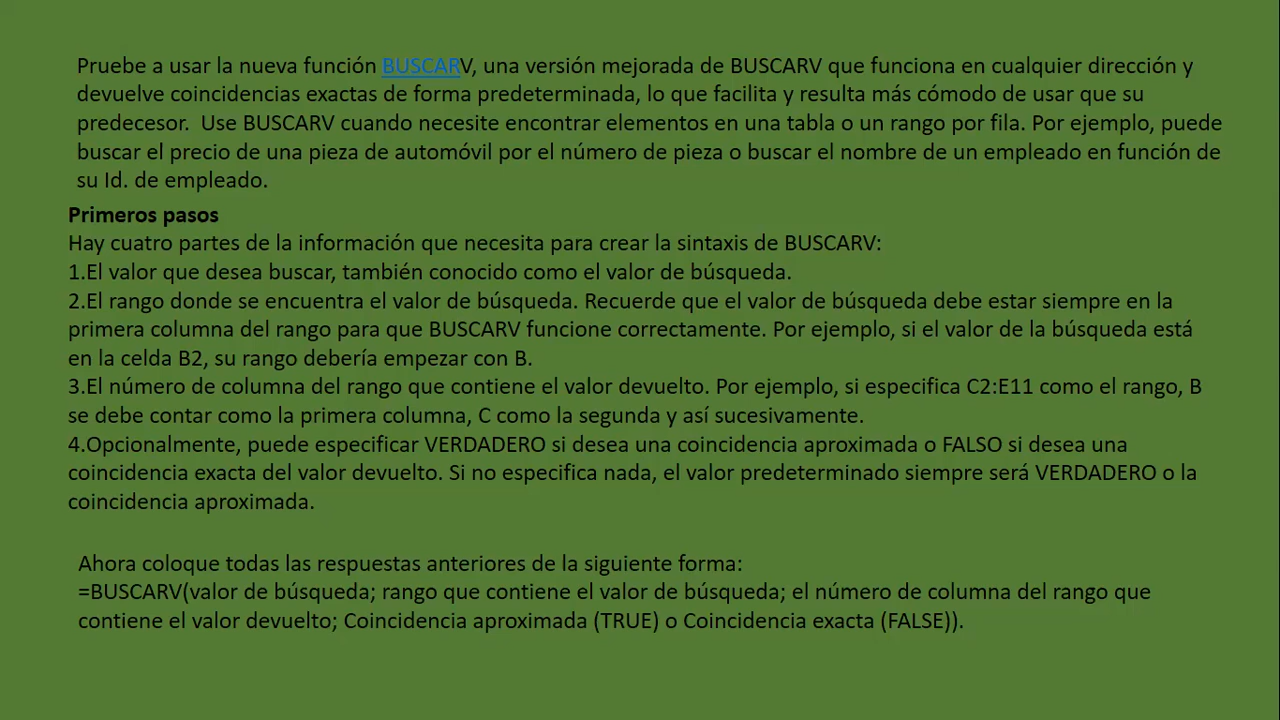 Pruebe a usar la nueva función BUSCARV, una versión mejorada de BUSCARV que funciona en cualquier dirección y
devuelve coincidencias exactas de forma predeterminada, lo que facilita y resulta más cómodo de usar que su
predecesor.  Use BUSCARV cuando necesite encontrar elementos en una tabla o un rango por fila. Por ejemplo, puede
buscar el precio de una pieza de automóvil por el número de pieza o buscar el nombre de un empleado en función de
su Id. de empleado.
Primeros pasos
Hay cuatro partes de la información que necesita para crear la sintaxis de BUSCARV:
1.El valor que desea buscar, también conocido como el valor de búsqueda.
2.El rango donde se encuentra el valor de búsqueda. Recuerde que el valor de búsqueda debe estar siempre en la
primera columna del rango para que BUSCARV funcione correctamente. Por ejemplo, si el valor de la búsqueda está
en la celda B2, su rango debería empezar con B.
3.El número de columna del rango que contiene el valor devuelto. Por ejemplo, si especifica C2:E11 como el rango, B
se debe contar como la primera columna, C como la segunda y así sucesivamente.
4.Opcionalmente, puede especificar VERDADERO si desea una coincidencia aproximada o FALSO si desea una
coincidencia exacta del valor devuelto. Si no especifica nada, el valor predeterminado siempre será VERDADERO o la
coincidencia aproximada.
Ahora coloque todas las respuestas anteriores de la siguiente forma:
=BUSCARV(valor de búsqueda; rango que contiene el valor de búsqueda; el número de columna del rango que
contiene el valor devuelto; Coincidencia aproximada (TRUE) o Coincidencia exacta (FALSE)).